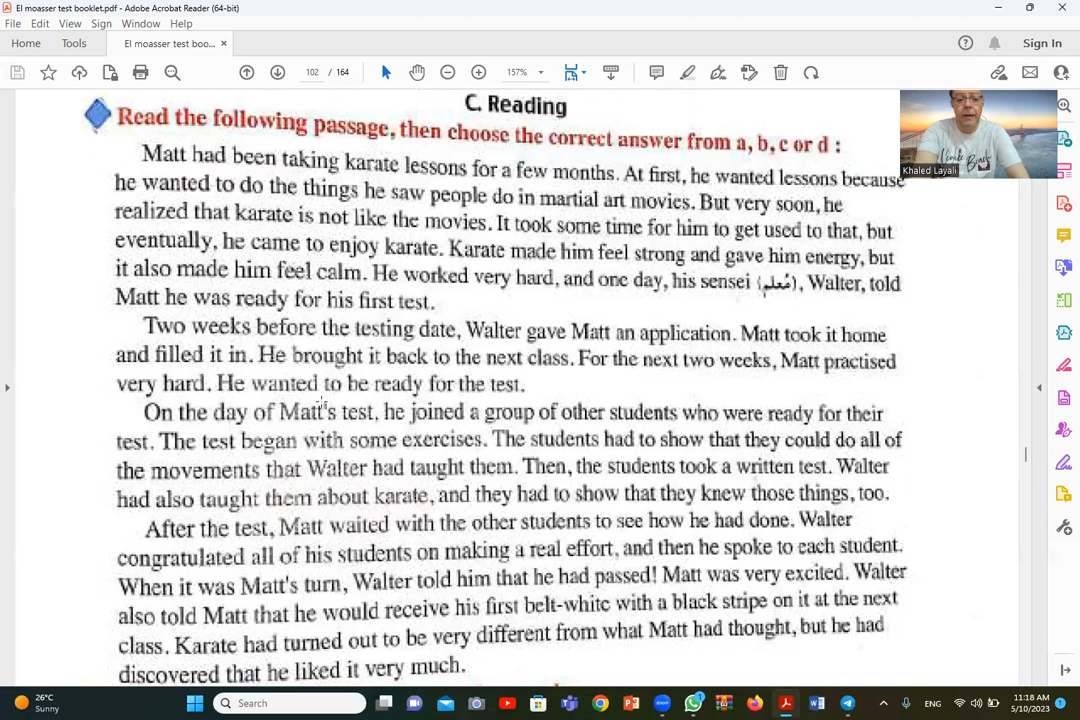 El moasser test booklet.pdf - Adobe Acrobat Reader (64-bit)
File Edit View Sign Window Help
Home Tools El moasser test boo... × Sign In
102 / 164 157%
C. Reading
Read the following passage, then choose the correct answer from a, b, c or d :
Matt had been taking karate lessons for a few months. At first, he wanted lessons because
he wanted to do the things he saw people do in martial art movies. But very soon, he
realized that karate is not like the movies. It took some time for him to get used to that, but
eventually, he came to enjoy karate. Karate made him feel strong and gave him energy, but
it also made him feel calm. He worked very hard, and one day, his sensei (مُعلم), Walter, told
Matt he was ready for his first test.
Two weeks before the testing date, Walter gave Matt an application. Matt took it home
and filled it in. He brought it back to the next class. For the next two weeks, Matt practised
very hard. He wanted to be ready for the test.
On the day of Matt's test, he joined a group of other students who were ready for their
test. The test began with some exercises. The students had to show that they could do all of
the movements that Walter had taught them. Then, the students took a written test. Walter
had also taught them about karate, and they had to show that they knew those things, too.
After the test, Matt waited with the other students to see how he had done. Walter
congratulated all of his students on making a real effort, and then he spoke to each student.
When it was Matt's turn, Walter told him that he had passed! Matt was very excited. Walter
also told Matt that he would receive his first belt-white with a black stripe on it at the next
class. Karate had turned out to be very different from what Matt had thought, but he had
discovered that he liked it very much.
Khaled Layali
26°C
Sunny
Search
1
ENG
11:18 AM
5/10/2023